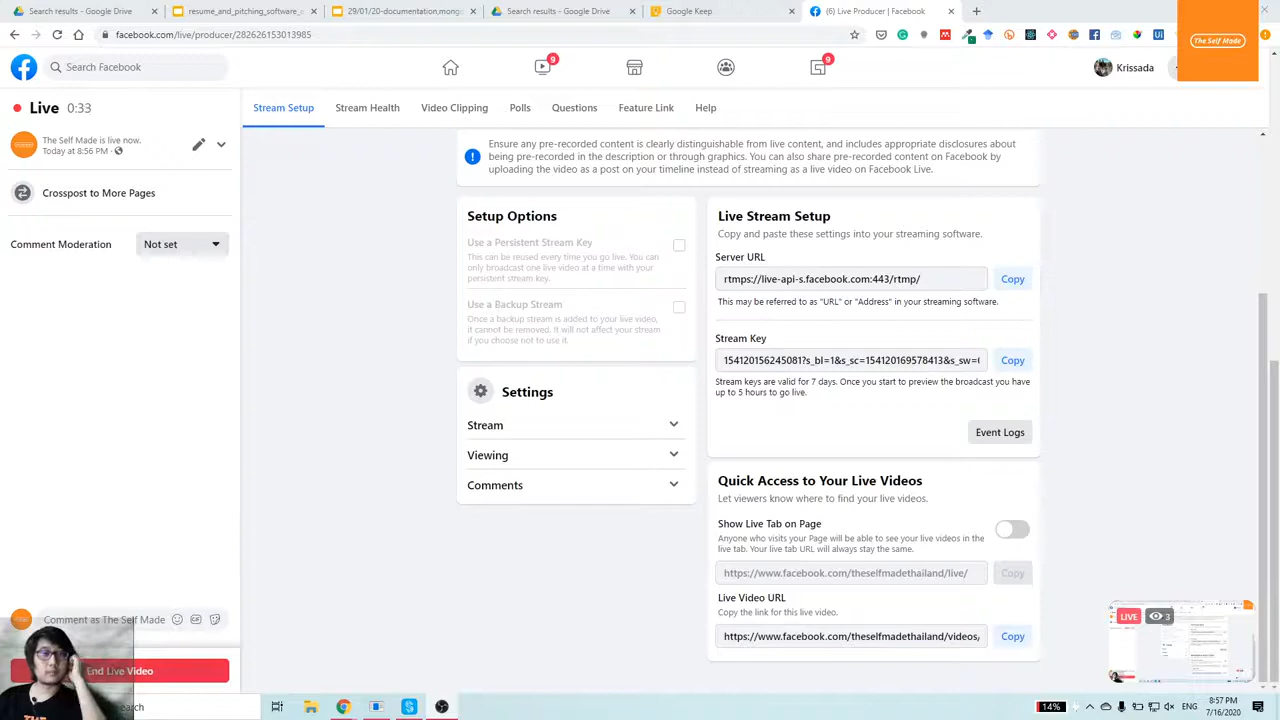 Search results - Google Drive
resume_and_pitching_software_
29/01/20-documentation,mong
Search results - Google Drive
Google Keep
(6) Live Producer | Facebook
facebook.com/live/producer/282626153013985
The Self Made
Search Facebook
9
9
Krissada
Live 0:33
Stream Setup
Stream Health
Video Clipping
Polls
Questions
Feature Link
Help
The Self Made is live now.
Today at 8:56 PM ·
Crosspost to More Pages
Comment Moderation
Not set
Ensure any pre-recorded content is clearly distinguishable from live content, and includes appropriate disclosures about
being pre-recorded in the description or through graphics. You can also share pre-recorded content on Facebook by
uploading the video as a post on your timeline instead of streaming as a live video on Facebook Live.
Setup Options
Use a Persistent Stream Key
This can be reused every time you go live. You can
only broadcast one live video at a time with your
persistent stream key.
Use a Backup Stream
Once a backup stream is added to your live video,
it cannot be removed. It will not affect your stream
if you choose not to use it.
Settings
Stream
Viewing
Comments
Live Stream Setup
Copy and paste these settings into your streaming software.
Server URL
rtmps://live-api-s.facebook.com:443/rtmp/
Copy
This may be referred to as "URL" or "Address" in your streaming software.
Stream Key
154120156245081?s_bl=1&s_sc=154120169578413&s_sw=
Copy
Stream keys are valid for 7 days. Once you start to preview the broadcast you have
up to 5 hours to go live.
Event Logs
Quick Access to Your Live Videos
Let viewers know where to find your live videos.
Show Live Tab on Page
Anyone who visits your Page will be able to see your live videos in the
live tab. Your live tab URL will always stay the same.
https://www.facebook.com/theselfmadethailand/live/
Copy
Live Video URL
Copy the link for this live video.
https://www.facebook.com/theselfmadethailand/videos/
Copy
LIVE
3
Comment as The Self Made
End Live Video
search
14%
ENG
8:57 PM
7/16/2020